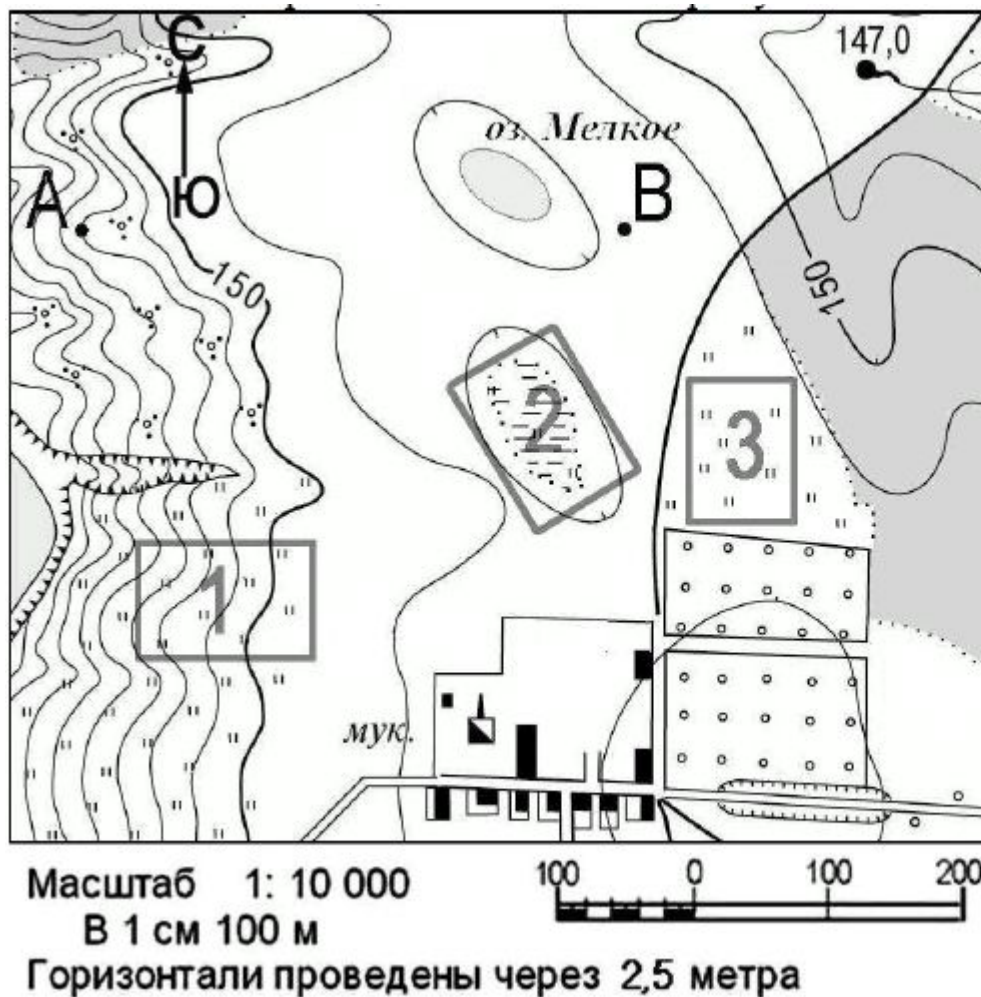 С
147,0
оз. Мелкое
А
Ю
В
150
150
2
3
1
мук.
Масштаб 1: 10 000
100 0 100 200
В 1 см 100 м
Горизонтали проведены через 2,5 метра